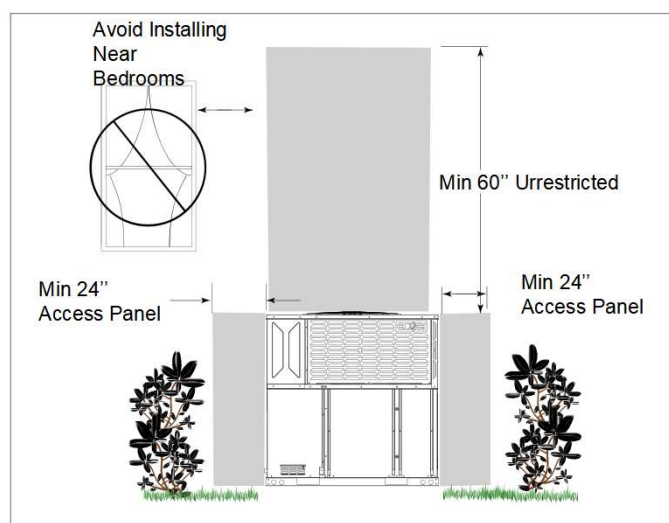 Avoid Installing
Near
Bedrooms
Min 60’’ Urrestricted
Min 24’’
Access Panel
Min 24’’
Access Panel